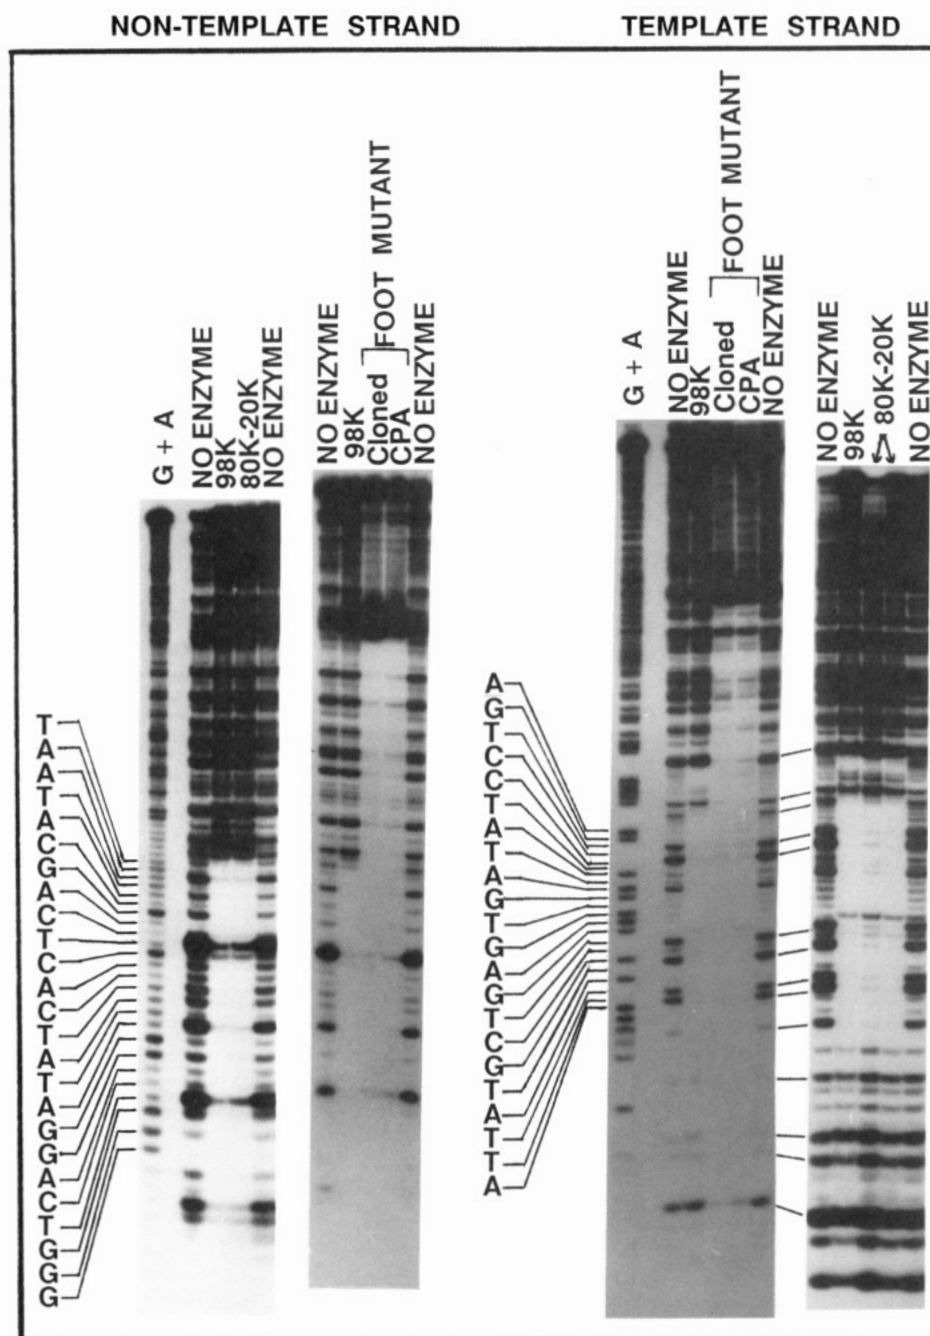 NON-TEMPLATE STRAND
G + A
NO ENZYME
98K
80K-20K
NO ENZYME
NO ENZYME
98K
Cloned
CPA
FOOT MUTANT
NO ENZYME
T
A
A
T
A
C
G
A
C
T
C
A
C
T
A
T
A
G
G
A
C
T
G
G
G
TEMPLATE STRAND
G + A
NO ENZYME
98K
Cloned
CPA
FOOT MUTANT
NO ENZYME
NO ENZYME
98K
80K-20K
NO ENZYME
A
G
T
C
C
T
A
T
A
G
T
G
A
G
T
C
G
T
A
T
T
A